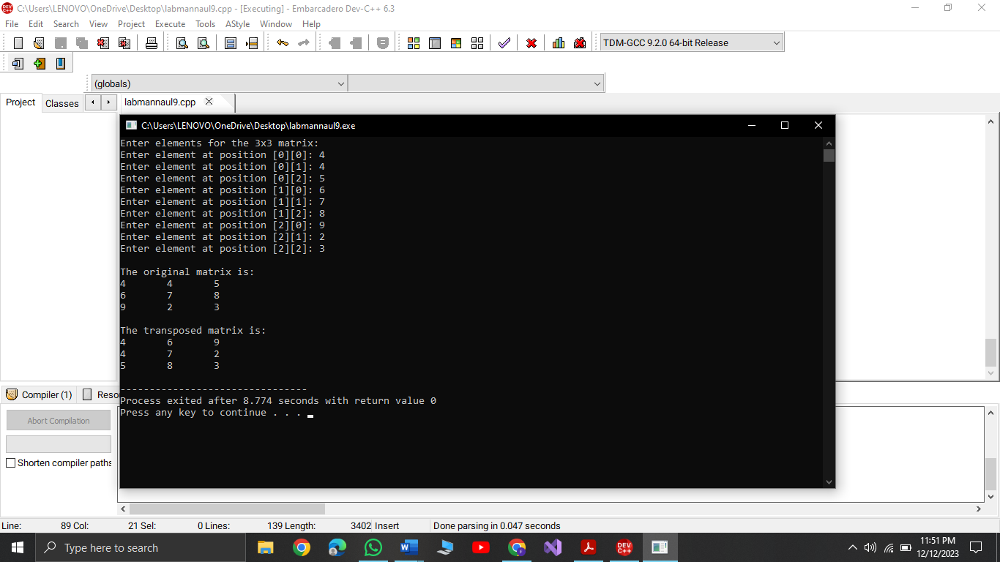 C:\Users\LENOVO\OneDrive\Desktop\labmannaul9.cpp - [Executing] - Embarcadero Dev-C++ 6.3
File Edit Search View Project Execute Tools AStyle Window Help
TDM-GCC 9.2.0 64-bit Release
(globals)
Project Classes labmannaul9.cpp
C:\Users\LENOVO\OneDrive\Desktop\labmannaul9.exe
Enter elements for the 3x3 matrix:
Enter element at position [0][0]: 4
Enter element at position [0][1]: 4
Enter element at position [0][2]: 5
Enter element at position [1][0]: 6
Enter element at position [1][1]: 7
Enter element at position [1][2]: 8
Enter element at position [2][0]: 9
Enter element at position [2][1]: 2
Enter element at position [2][2]: 3
The original matrix is:
4 4 5
6 7 8
9 2 3
The transposed matrix is:
4 6 9
4 7 2
5 8 3
--------------------------------
Process exited after 8.774 seconds with return value 0
Press any key to continue . . .
Compiler (1) Reso
Abort Compilation
Shorten compiler paths
Line: 89 Col: 21 Sel: 0 Lines: 139 Length: 3402 Insert Done parsing in 0.047 seconds
Type here to search
11:51 PM
12/12/2023